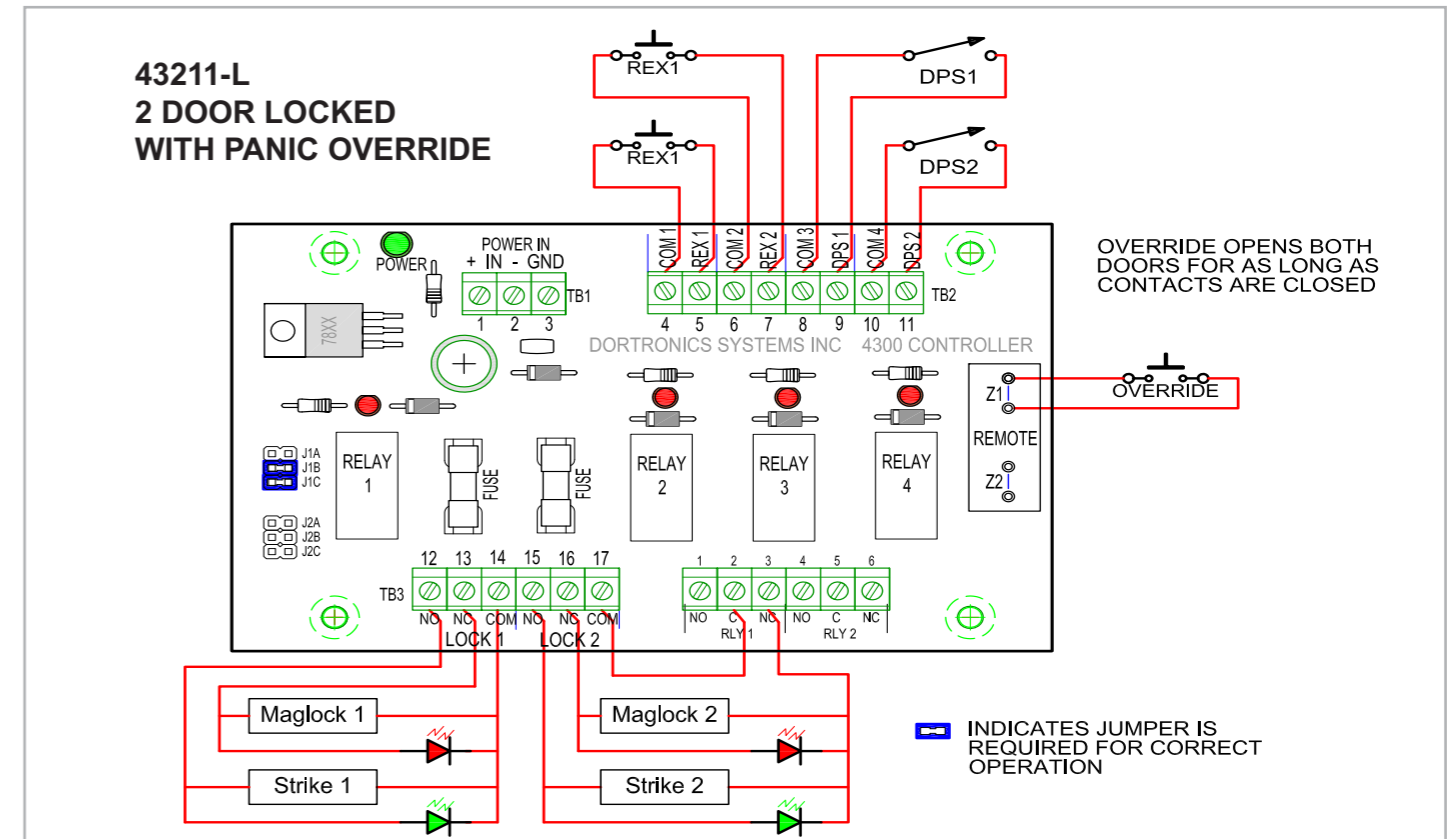 43211-L
2 DOOR LOCKED
WITH PANIC OVERRIDE
REX1
DPS1
REX1
DPS2
POWER
POWER IN
+ IN - GND
TB1
1 2 3
COM 1 REX 1 COM 2 REX 2 COM 3 DPS 1 COM 4 DPS 2
TB2
4 5 6 7 8 9 10 11
OVERRIDE OPENS BOTH
DOORS FOR AS LONG AS
CONTACTS ARE CLOSED
78XX
DORTRONICS SYSTEMS INC 4300 CONTROLLER
Z1
OVERRIDE
REMOTE
Z2
J1A
J1B
J1C
J2A
J2B
J2C
RELAY
1
FUSE
FUSE
RELAY
2
RELAY
3
RELAY
4
12 13 14 15 16 17
TB3
NO NC COM NO NC COM
LOCK 1 LOCK 2
1 2 3 4 5 6
NO C NC NO C NC
RLY 1 RLY 2
Maglock 1
Strike 1
Maglock 2
Strike 2
INDICATES JUMPER IS
REQUIRED FOR CORRECT
OPERATION